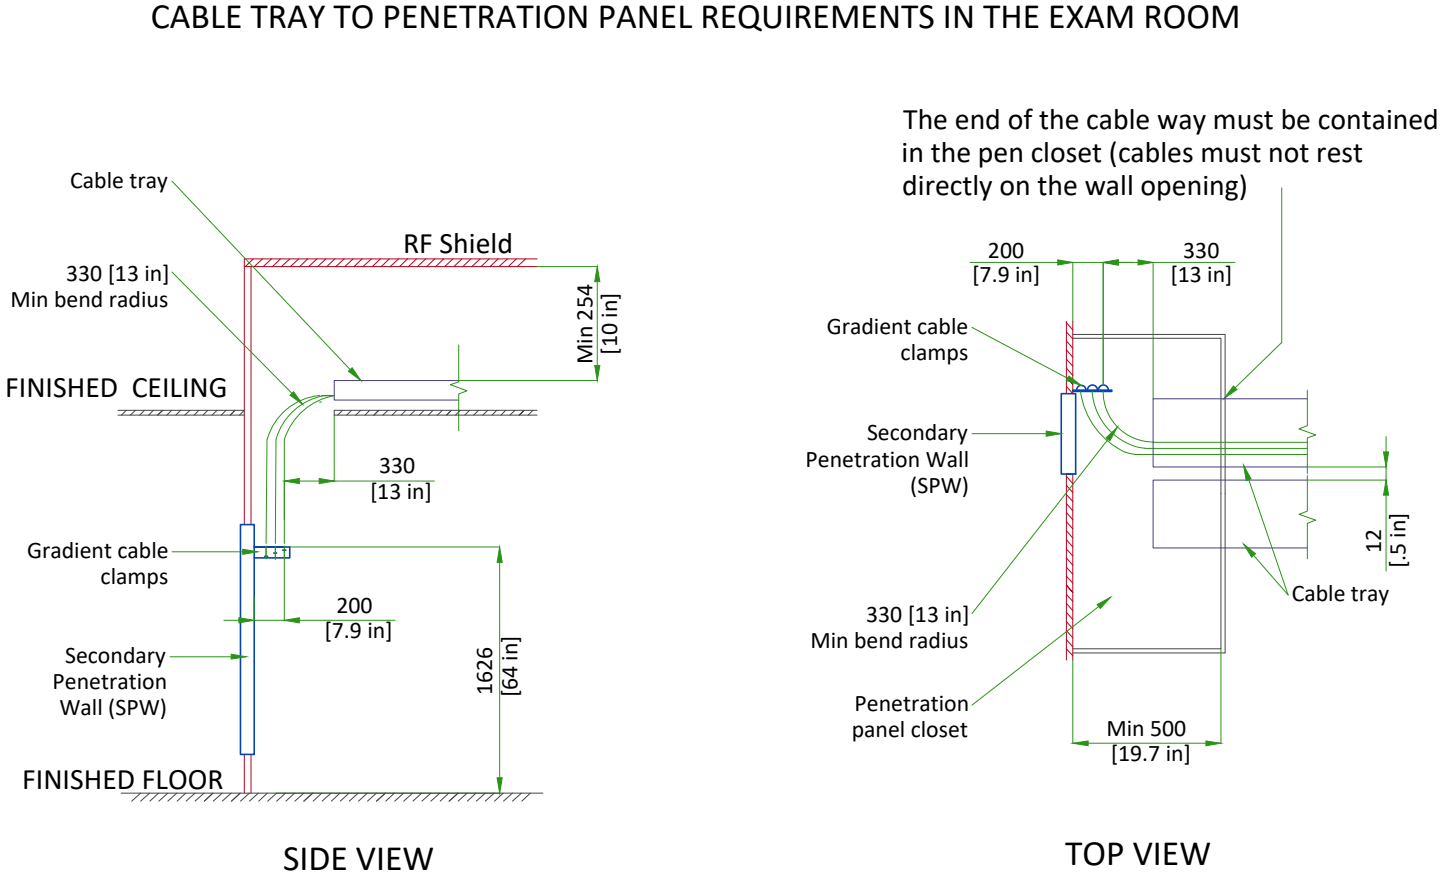 CABLE TRAY TO PENETRATION PANEL REQUIREMENTS IN THE EXAM ROOM
Cable tray
RF Shield
330 [13 in]
Min bend radius
Min 254
[10 in]
FINISHED CEILING
330
[13 in]
Gradient cable
clamps
200
[7.9 in]
Secondary
Penetration
Wall (SPW)
1626
[64 in]
FINISHED FLOOR
SIDE VIEW
The end of the cable way must be contained
in the pen closet (cables must not rest
directly on the wall opening)
200
[7.9 in]
330
[13 in]
Gradient cable
clamps
Secondary
Penetration Wall
(SPW)
12
[.5 in]
Cable tray
330 [13 in]
Min bend radius
Penetration
panel closet
Min 500
[19.7 in]
TOP VIEW